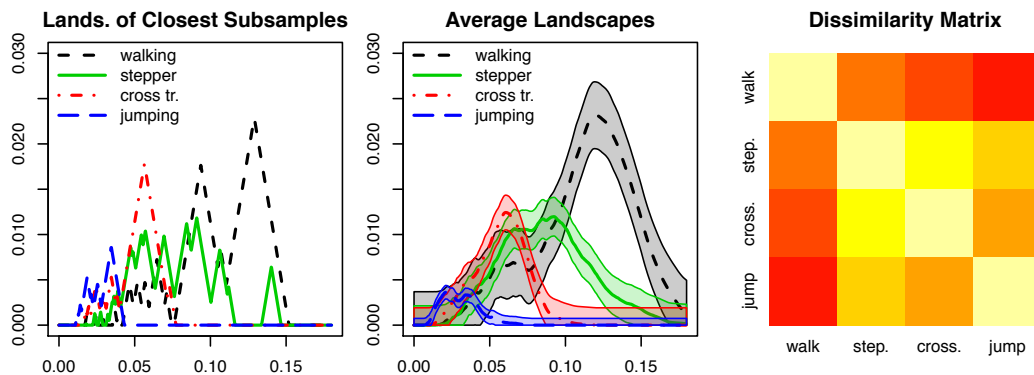 Lands. of Closest Subsamples
0.030
0.020
0.010
0.000
walking
stepper
cross tr.
jumping
0.00 0.05 0.10 0.15
Average Landscapes
0.030
0.020
0.010
0.000
walking
stepper
cross tr.
jumping
0.00 0.05 0.10 0.15
Dissimilarity Matrix
walk
step.
cross.
jump
walk step. cross. jump